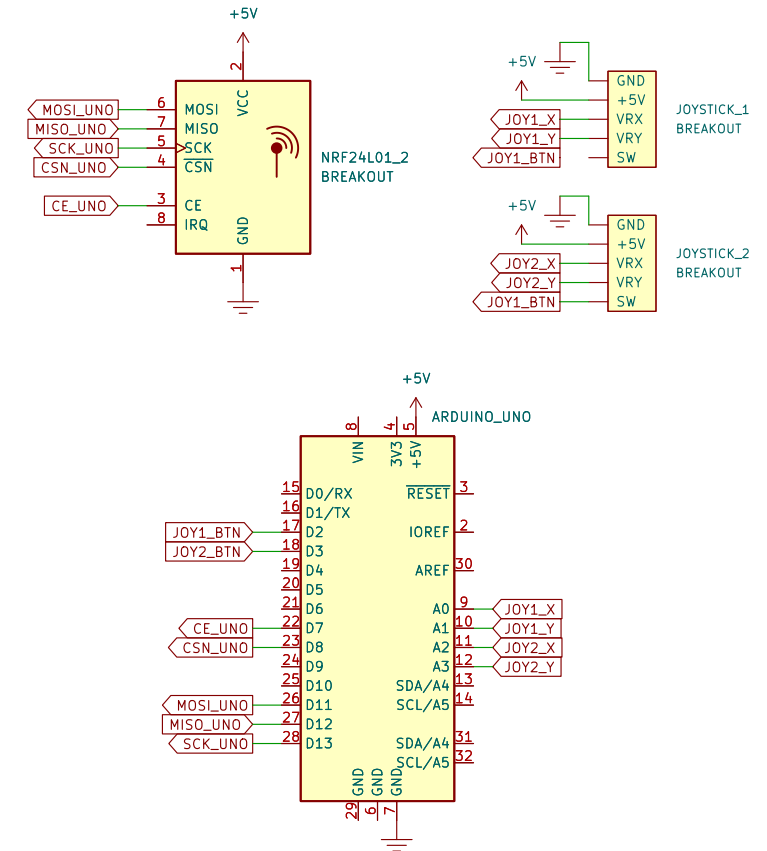 +5V
2
VCC
MOSI_UNO 6 MOSI
MISO_UNO 7 MISO
SCK_UNO 5 SCK
CSN_UNO 4 CSN
CE_UNO 3 CE
8 IRQ
GND
1
NRF24L01_2
BREAKOUT
+5V
GND
+5V
JOY1_X VRX
JOY1_Y VRY
JOY1_BTN SW
JOYSTICK_1
BREAKOUT
+5V
GND
+5V
JOY2_X VRX
JOY2_Y VRY
JOY1_BTN SW
JOYSTICK_2
BREAKOUT
+5V
ARDUINO_UNO
8 4 5
VIN 3V3 +5V
15 D0/RX RESET 3
16 D1/TX
JOY1_BTN 17 D2 IOREF 2
JOY2_BTN 18 D3
19 D4 AREF 30
20 D5
21 D6 A0 9 JOY1_X
CE_UNO 22 D7 A1 10 JOY1_Y
CSN_UNO 23 D8 A2 11 JOY2_X
24 D9 A3 12 JOY2_Y
25 D10 SDA/A4 13
MOSI_UNO 26 D11 SCL/A5 14
MISO_UNO 27 D12
SCK_UNO 28 D13 SDA/A4 31
SCL/A5 32
GND GND GND
29 6 7